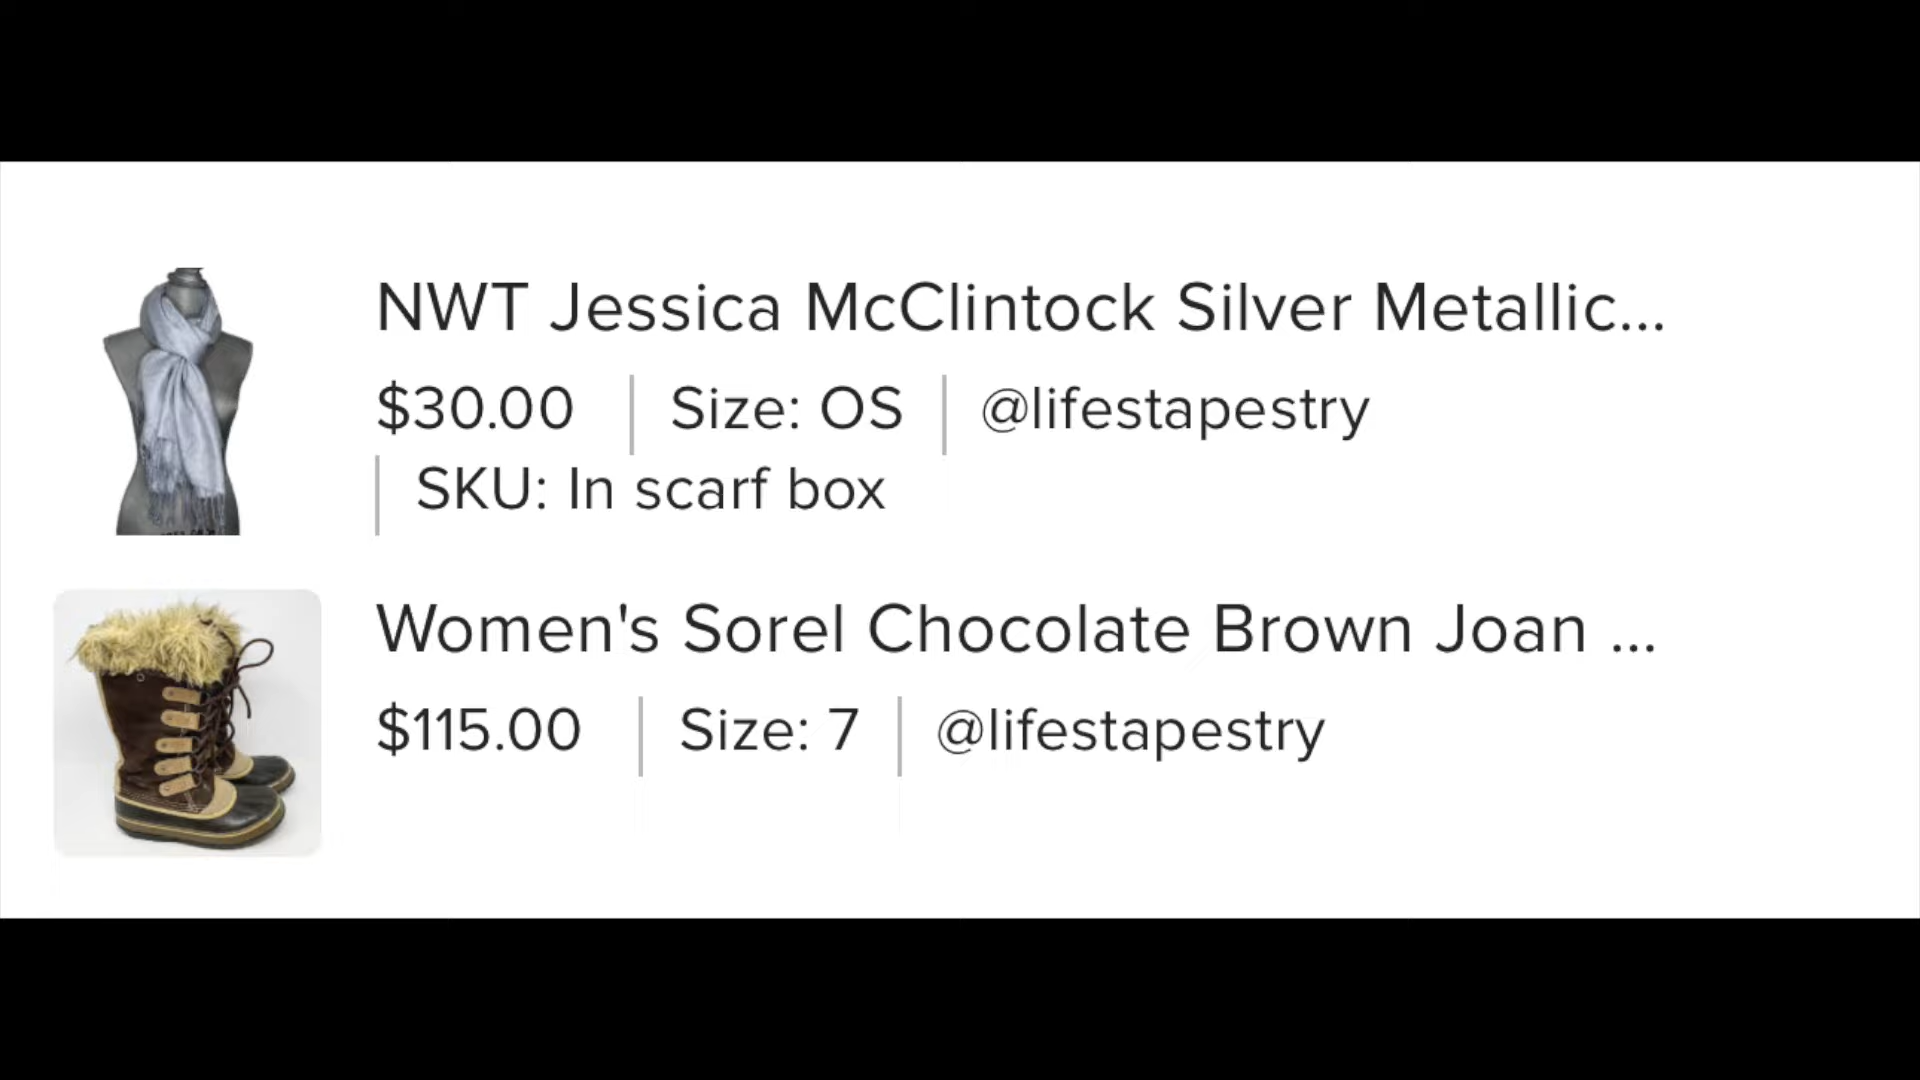 NWT Jessica McClintock Silver Metallic...
$30.00 | Size: OS | @lifestapestry
| SKU: In scarf box
Women's Sorel Chocolate Brown Joan ...
$115.00 | Size: 7 | @lifestapestry